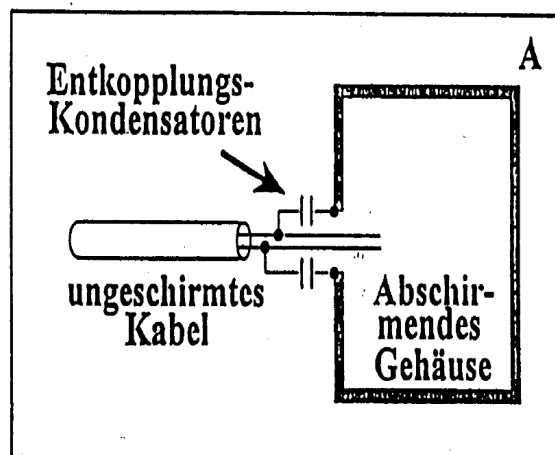 A
Entkopplungs-
Kondensatoren
ungeschirmtes
Kabel
Abschir-
mendes
Gehäuse